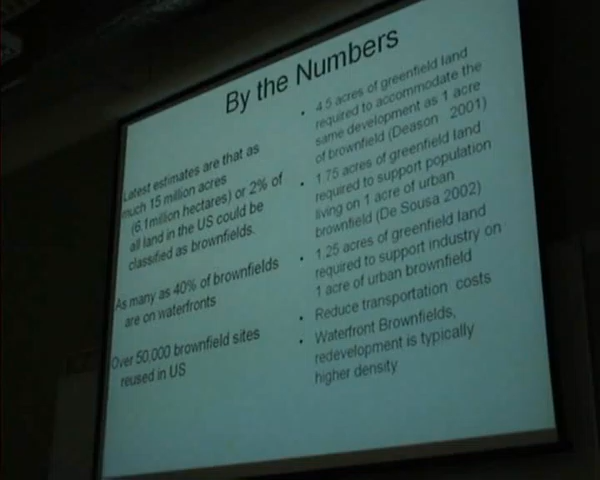 By the Numbers
Latest estimates are that as
much 15 million acres
(6.1million hectares) or 2% of
all land in the US could be
classified as brownfields.
As many as 40% of brownfields
are on waterfronts
Over 50,000 brownfield sites
reused in US
• 4.5 acres of greenfield land
required to accommodate the
same development as 1 acre
of brownfield (Deason 2001)
• 1.75 acres of greenfield land
required to support population
living on 1 acre of urban
brownfield (De Sousa 2002)
• 1.25 acres of greenfield land
required to support industry on
1 acre of urban brownfield
• Reduce transportation costs
• Waterfront Brownfields,
redevelopment is typically
higher density